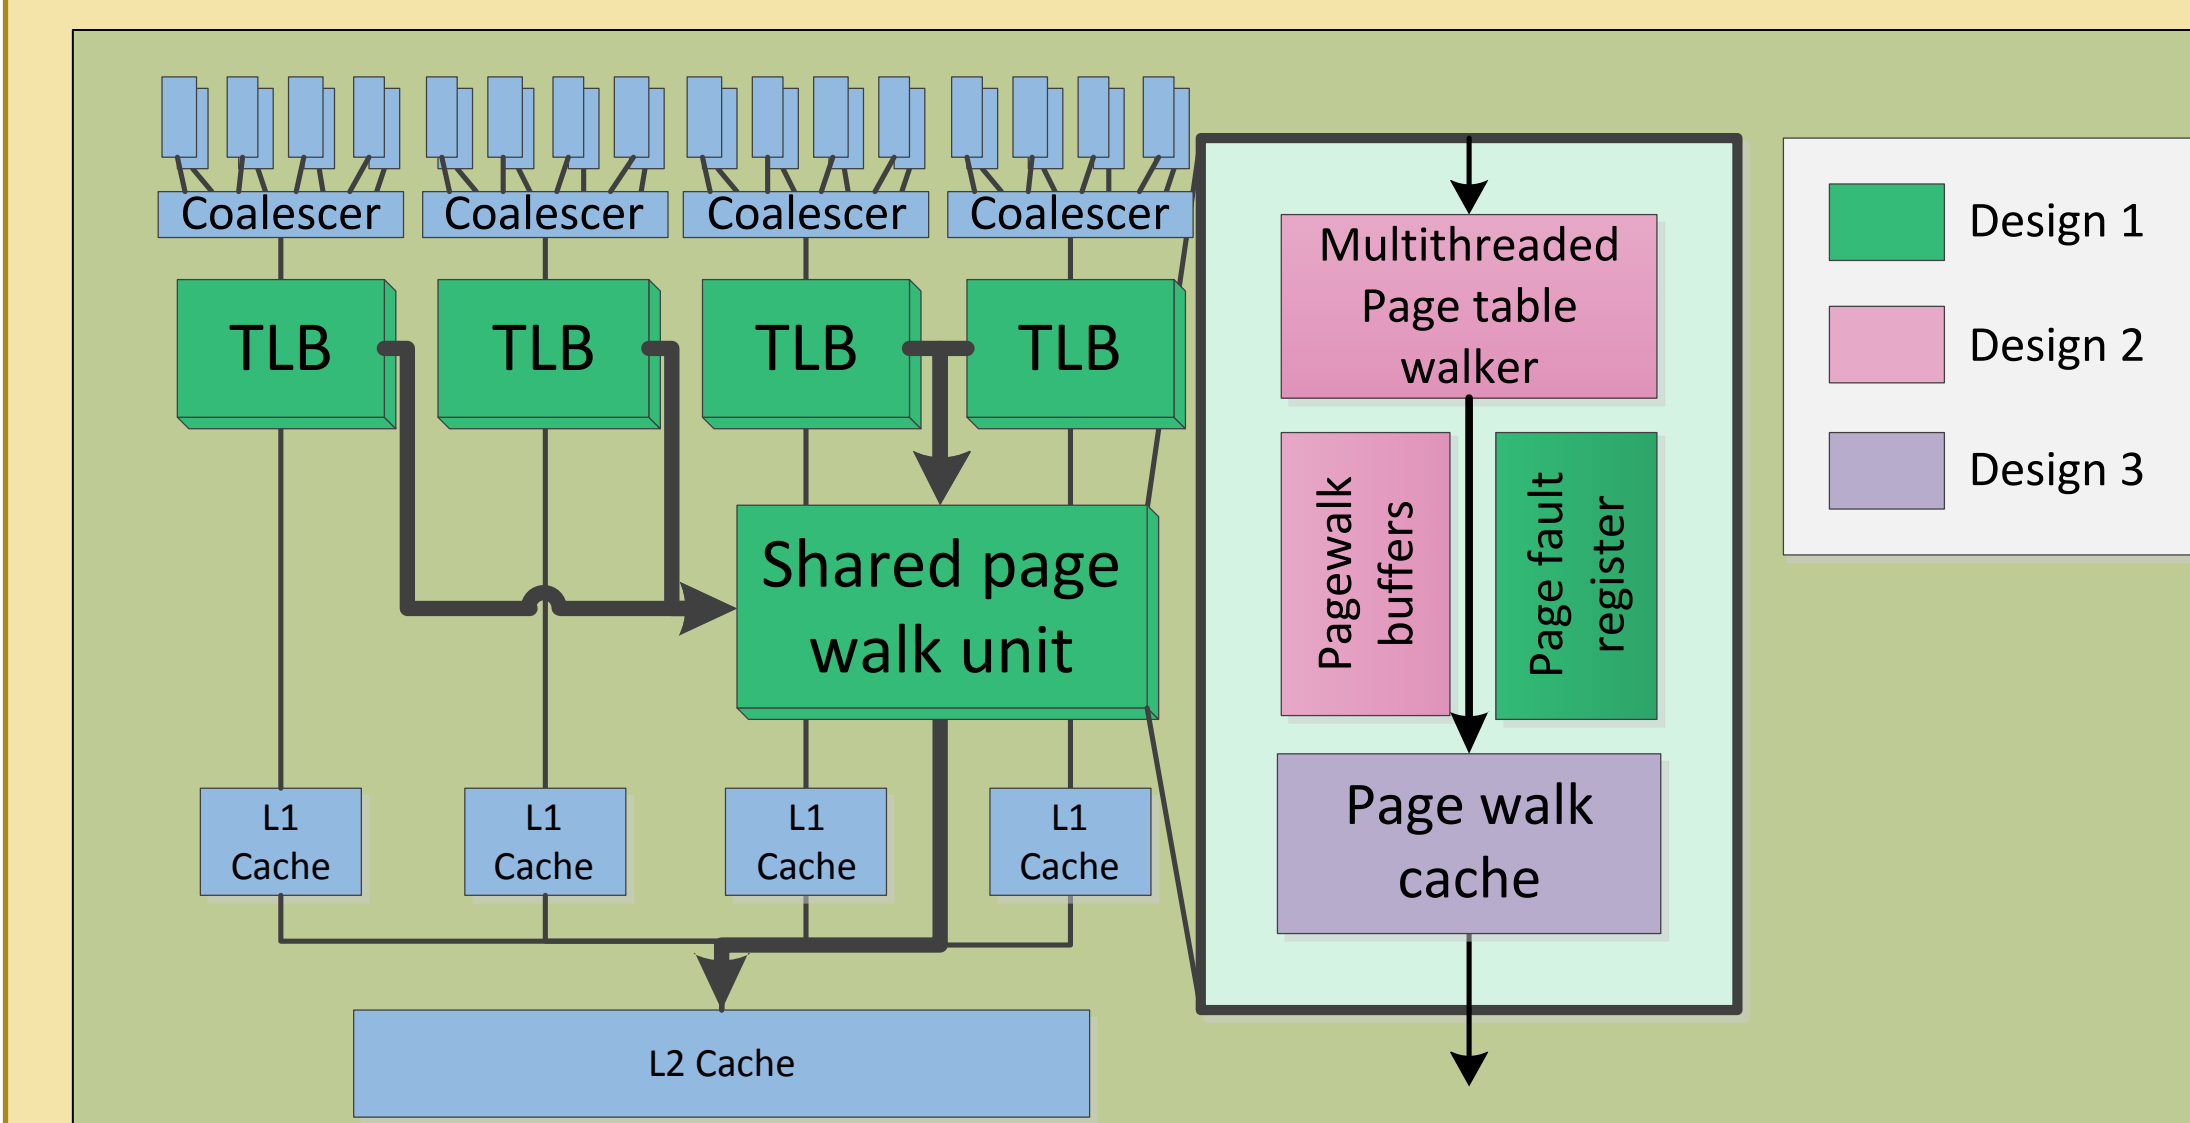 Coalescer Coalescer Coalescer Coalescer
TLB TLB TLB TLB
Shared page
walk unit
L1 L1 L1 L1
Cache Cache Cache Cache
L2 Cache
Multithreaded
Page table
walker
Pagewalk
buffers
Page fault
register
Page walk
cache
Design 1
Design 2
Design 3